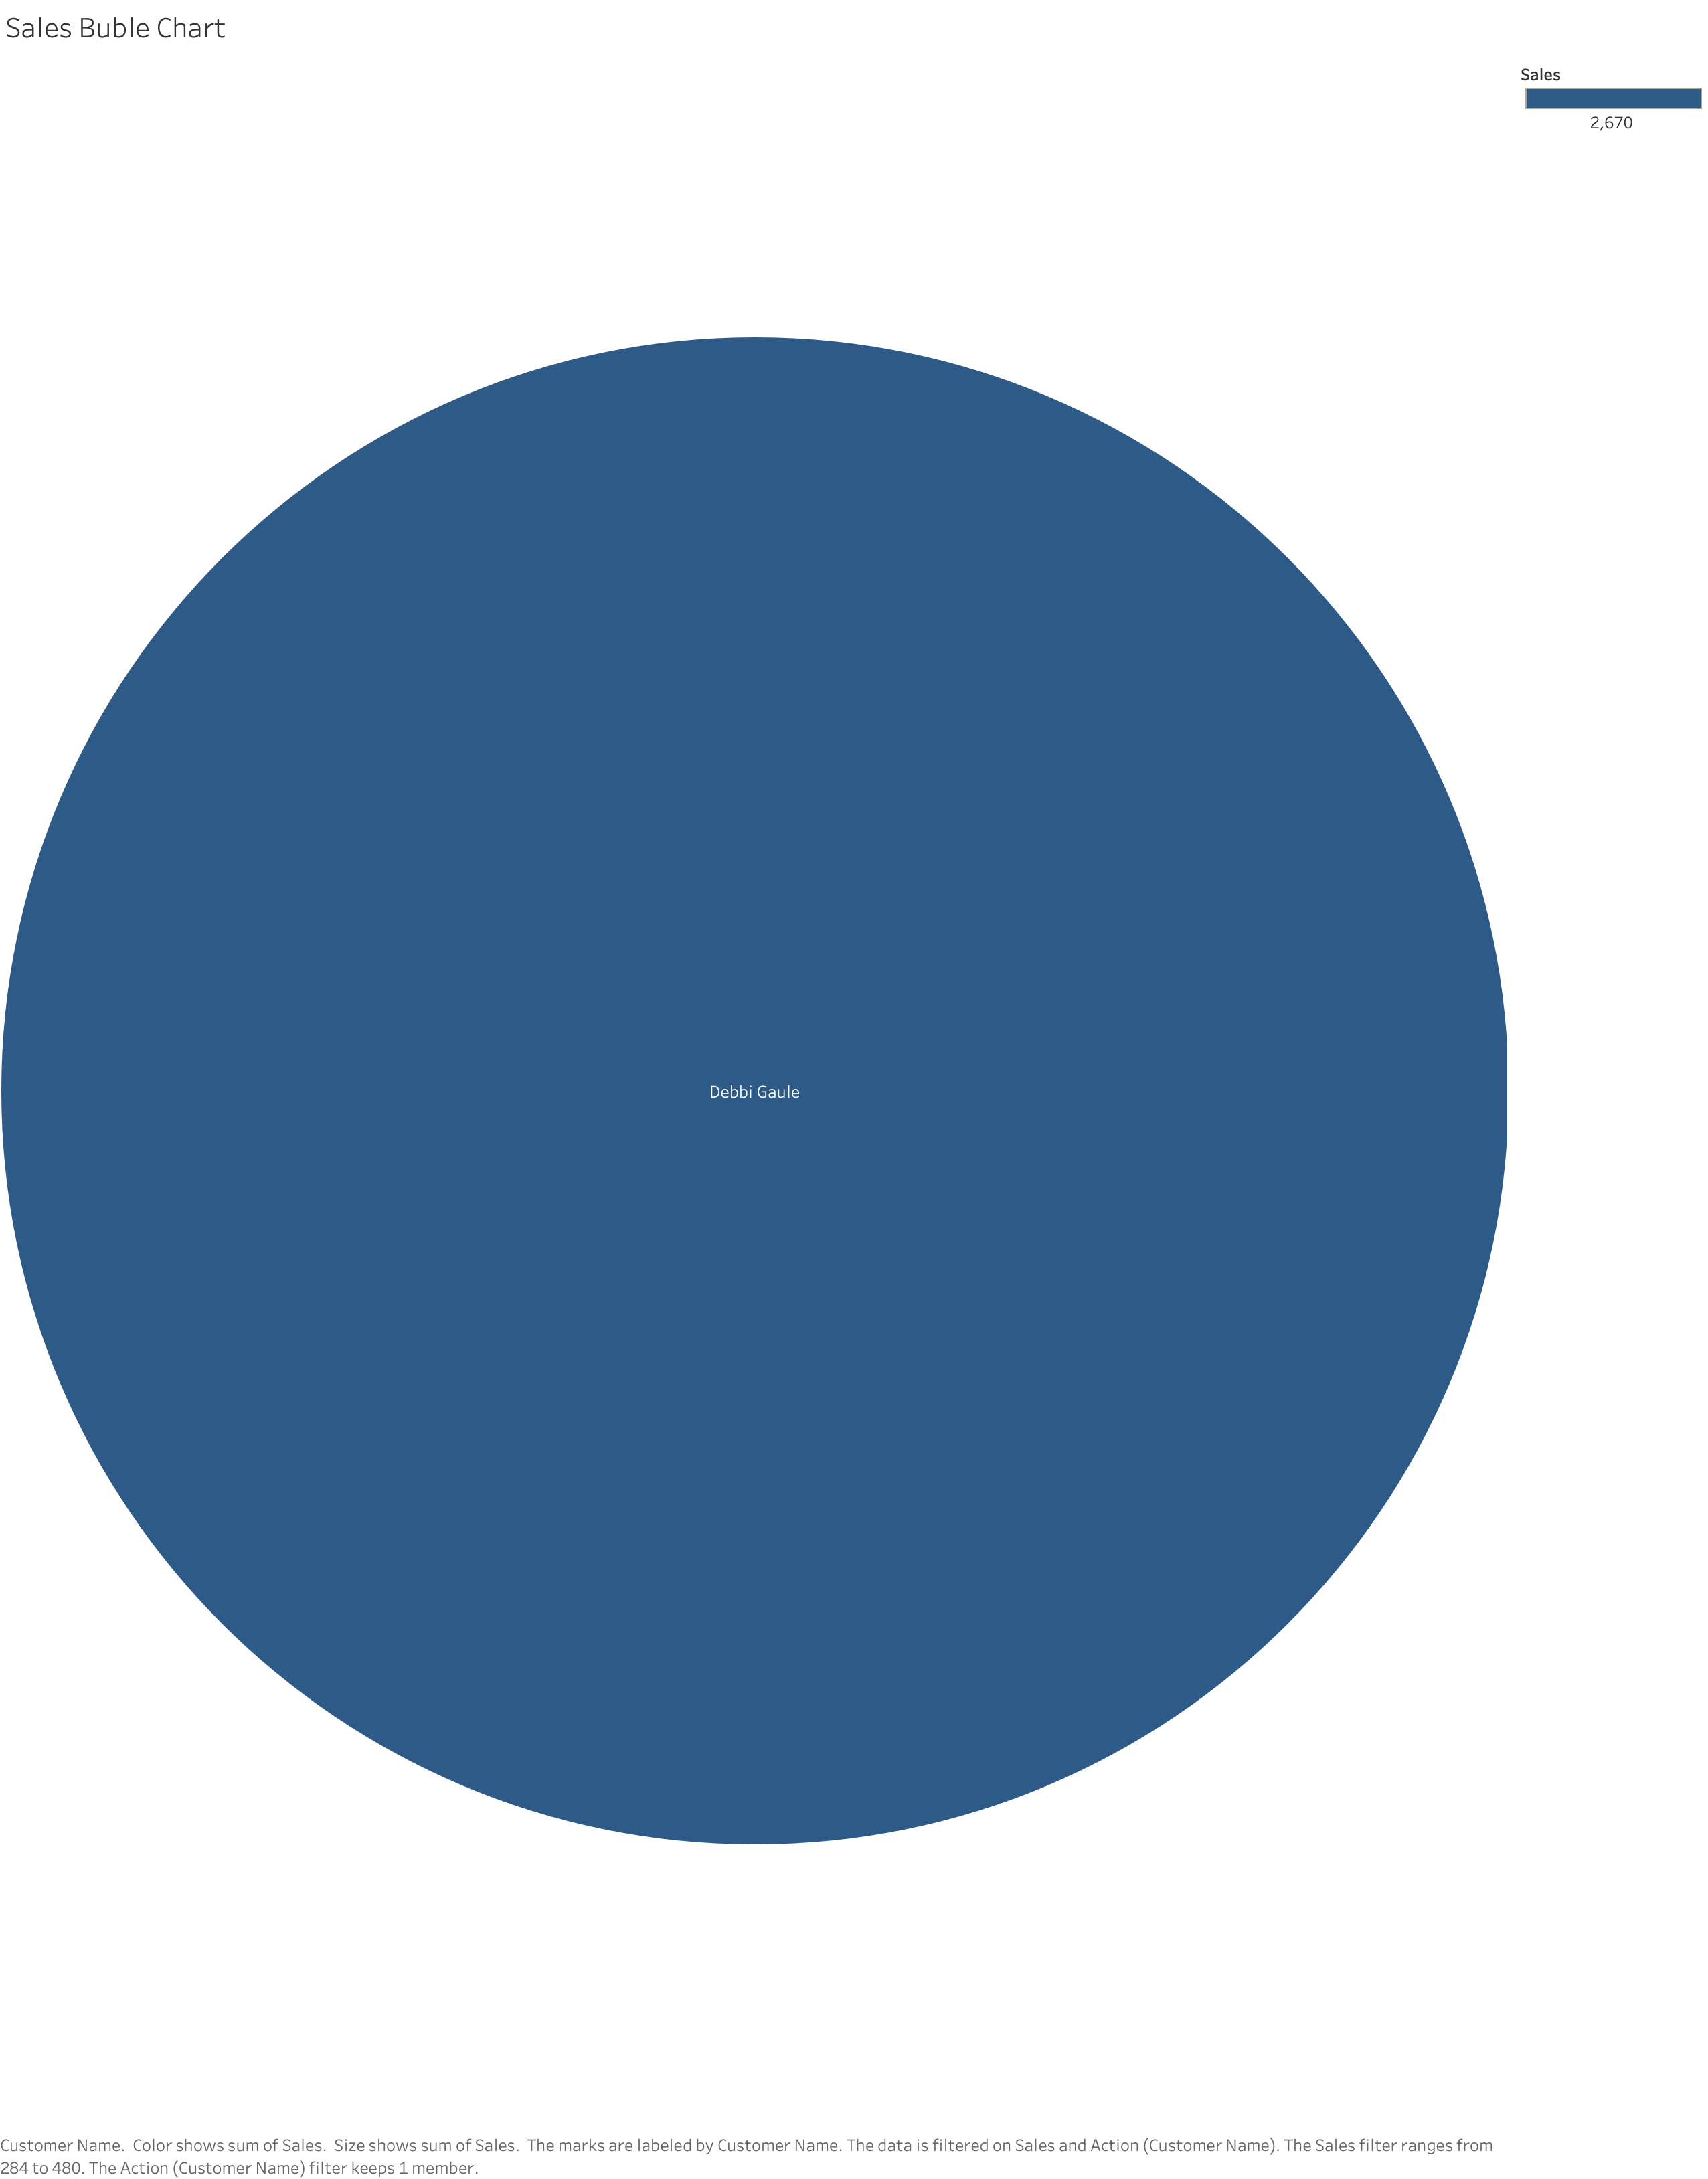 Sales Buble Chart
Sales
2,670
Debbi Gaule
Customer Name.  Color shows sum of Sales.  Size shows sum of Sales.  The marks are labeled by Customer Name. The data is filtered on Sales and Action (Customer Name). The Sales filter ranges from
284 to 480. The Action (Customer Name) filter keeps 1 member.